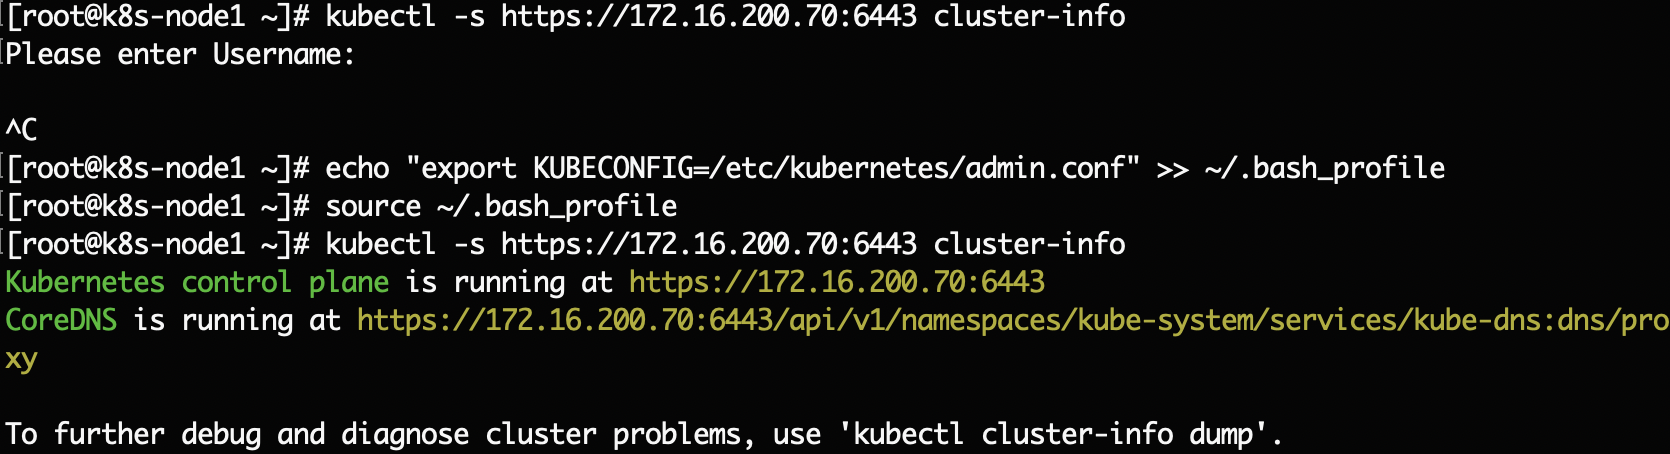 [root@k8s-node1 ~]# kubectl -s https://172.16.200.70:6443 cluster-info
Please enter Username:
^C
[root@k8s-node1 ~]# echo "export KUBECONFIG=/etc/kubernetes/admin.conf" >> ~/.bash_profile
[root@k8s-node1 ~]# source ~/.bash_profile
[root@k8s-node1 ~]# kubectl -s https://172.16.200.70:6443 cluster-info
Kubernetes control plane is running at https://172.16.200.70:6443
CoreDNS is running at https://172.16.200.70:6443/api/v1/namespaces/kube-system/services/kube-dns:dns/pro
xy
To further debug and diagnose cluster problems, use 'kubectl cluster-info dump'.